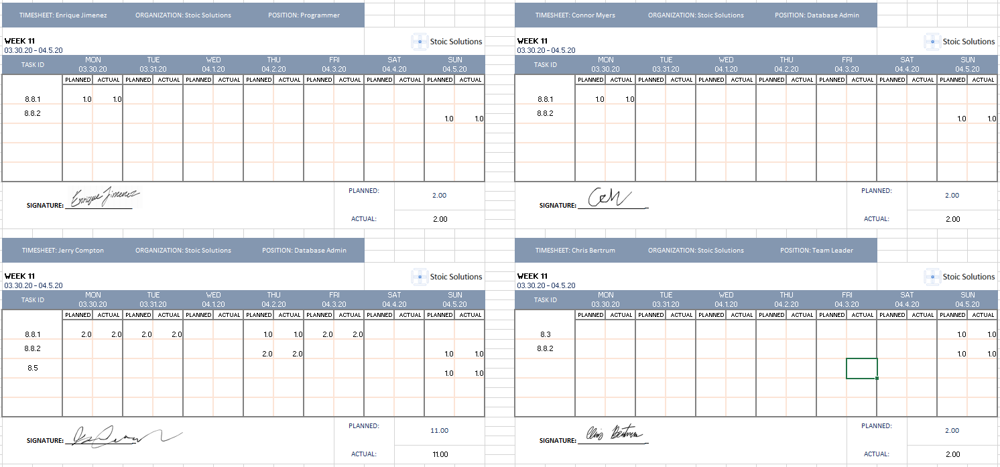 TIMESHEET: Enrique Jimenez ORGANIZATION: Stoic Solutions POSITION: Programmer
WEEK 11 Stoic Solutions
03.30.20 - 04.5.20
TASK ID MON TUE WED THU FRI SAT SUN
03.30.20 03.31.20 04.1.20 04.2.20 04.3.20 04.4.20 04.5.20
PLANNED ACTUAL PLANNED ACTUAL PLANNED ACTUAL PLANNED ACTUAL PLANNED ACTUAL PLANNED ACTUAL PLANNED ACTUAL
8.8.1 1.0 1.0
8.8.2 1.0 1.0
PLANNED: 2.00
SIGNATURE: Enrique Jimenez
ACTUAL: 2.00
TIMESHEET: Connor Myers ORGANIZATION: Stoic Solutions POSITION: Database Admin
WEEK 11 Stoic Solutions
03.30.20 - 04.5.20
TASK ID MON TUE WED THU FRI SAT SUN
03.30.20 03.31.20 04.1.20 04.2.20 04.3.20 04.4.20 04.5.20
PLANNED ACTUAL PLANNED ACTUAL PLANNED ACTUAL PLANNED ACTUAL PLANNED ACTUAL PLANNED ACTUAL PLANNED ACTUAL
8.8.1 1.0 1.0
8.8.2 1.0 1.0
PLANNED: 2.00
SIGNATURE:
ACTUAL: 2.00
TIMESHEET: Jerry Compton ORGANIZATION: Stoic Solutions POSITION: Database Admin
WEEK 11 Stoic Solutions
03.30.20 - 04.5.20
TASK ID MON TUE WED THU FRI SAT SUN
03.30.20 03.31.20 04.1.20 04.2.20 04.3.20 04.4.20 04.5.20
PLANNED ACTUAL PLANNED ACTUAL PLANNED ACTUAL PLANNED ACTUAL PLANNED ACTUAL PLANNED ACTUAL PLANNED ACTUAL
8.8.1 2.0 2.0 2.0 2.0 1.0 1.0 2.0 2.0
8.8.2 2.0 2.0 1.0 1.0
8.5 1.0 1.0
PLANNED: 11.00
SIGNATURE:
ACTUAL: 11.00
TIMESHEET: Chris Bertrum ORGANIZATION: Stoic Solutions POSITION: Team Leader
WEEK 11 Stoic Solutions
03.30.20 - 04.5.20
TASK ID MON TUE WED THU FRI SAT SUN
03.30.20 03.31.20 04.1.20 04.2.20 04.3.20 04.4.20 04.5.20
PLANNED ACTUAL PLANNED ACTUAL PLANNED ACTUAL PLANNED ACTUAL PLANNED ACTUAL PLANNED ACTUAL PLANNED ACTUAL
8.3 1.0 1.0
8.8.2 1.0 1.0
PLANNED: 2.00
SIGNATURE: Chris Bertrum
ACTUAL: 2.00